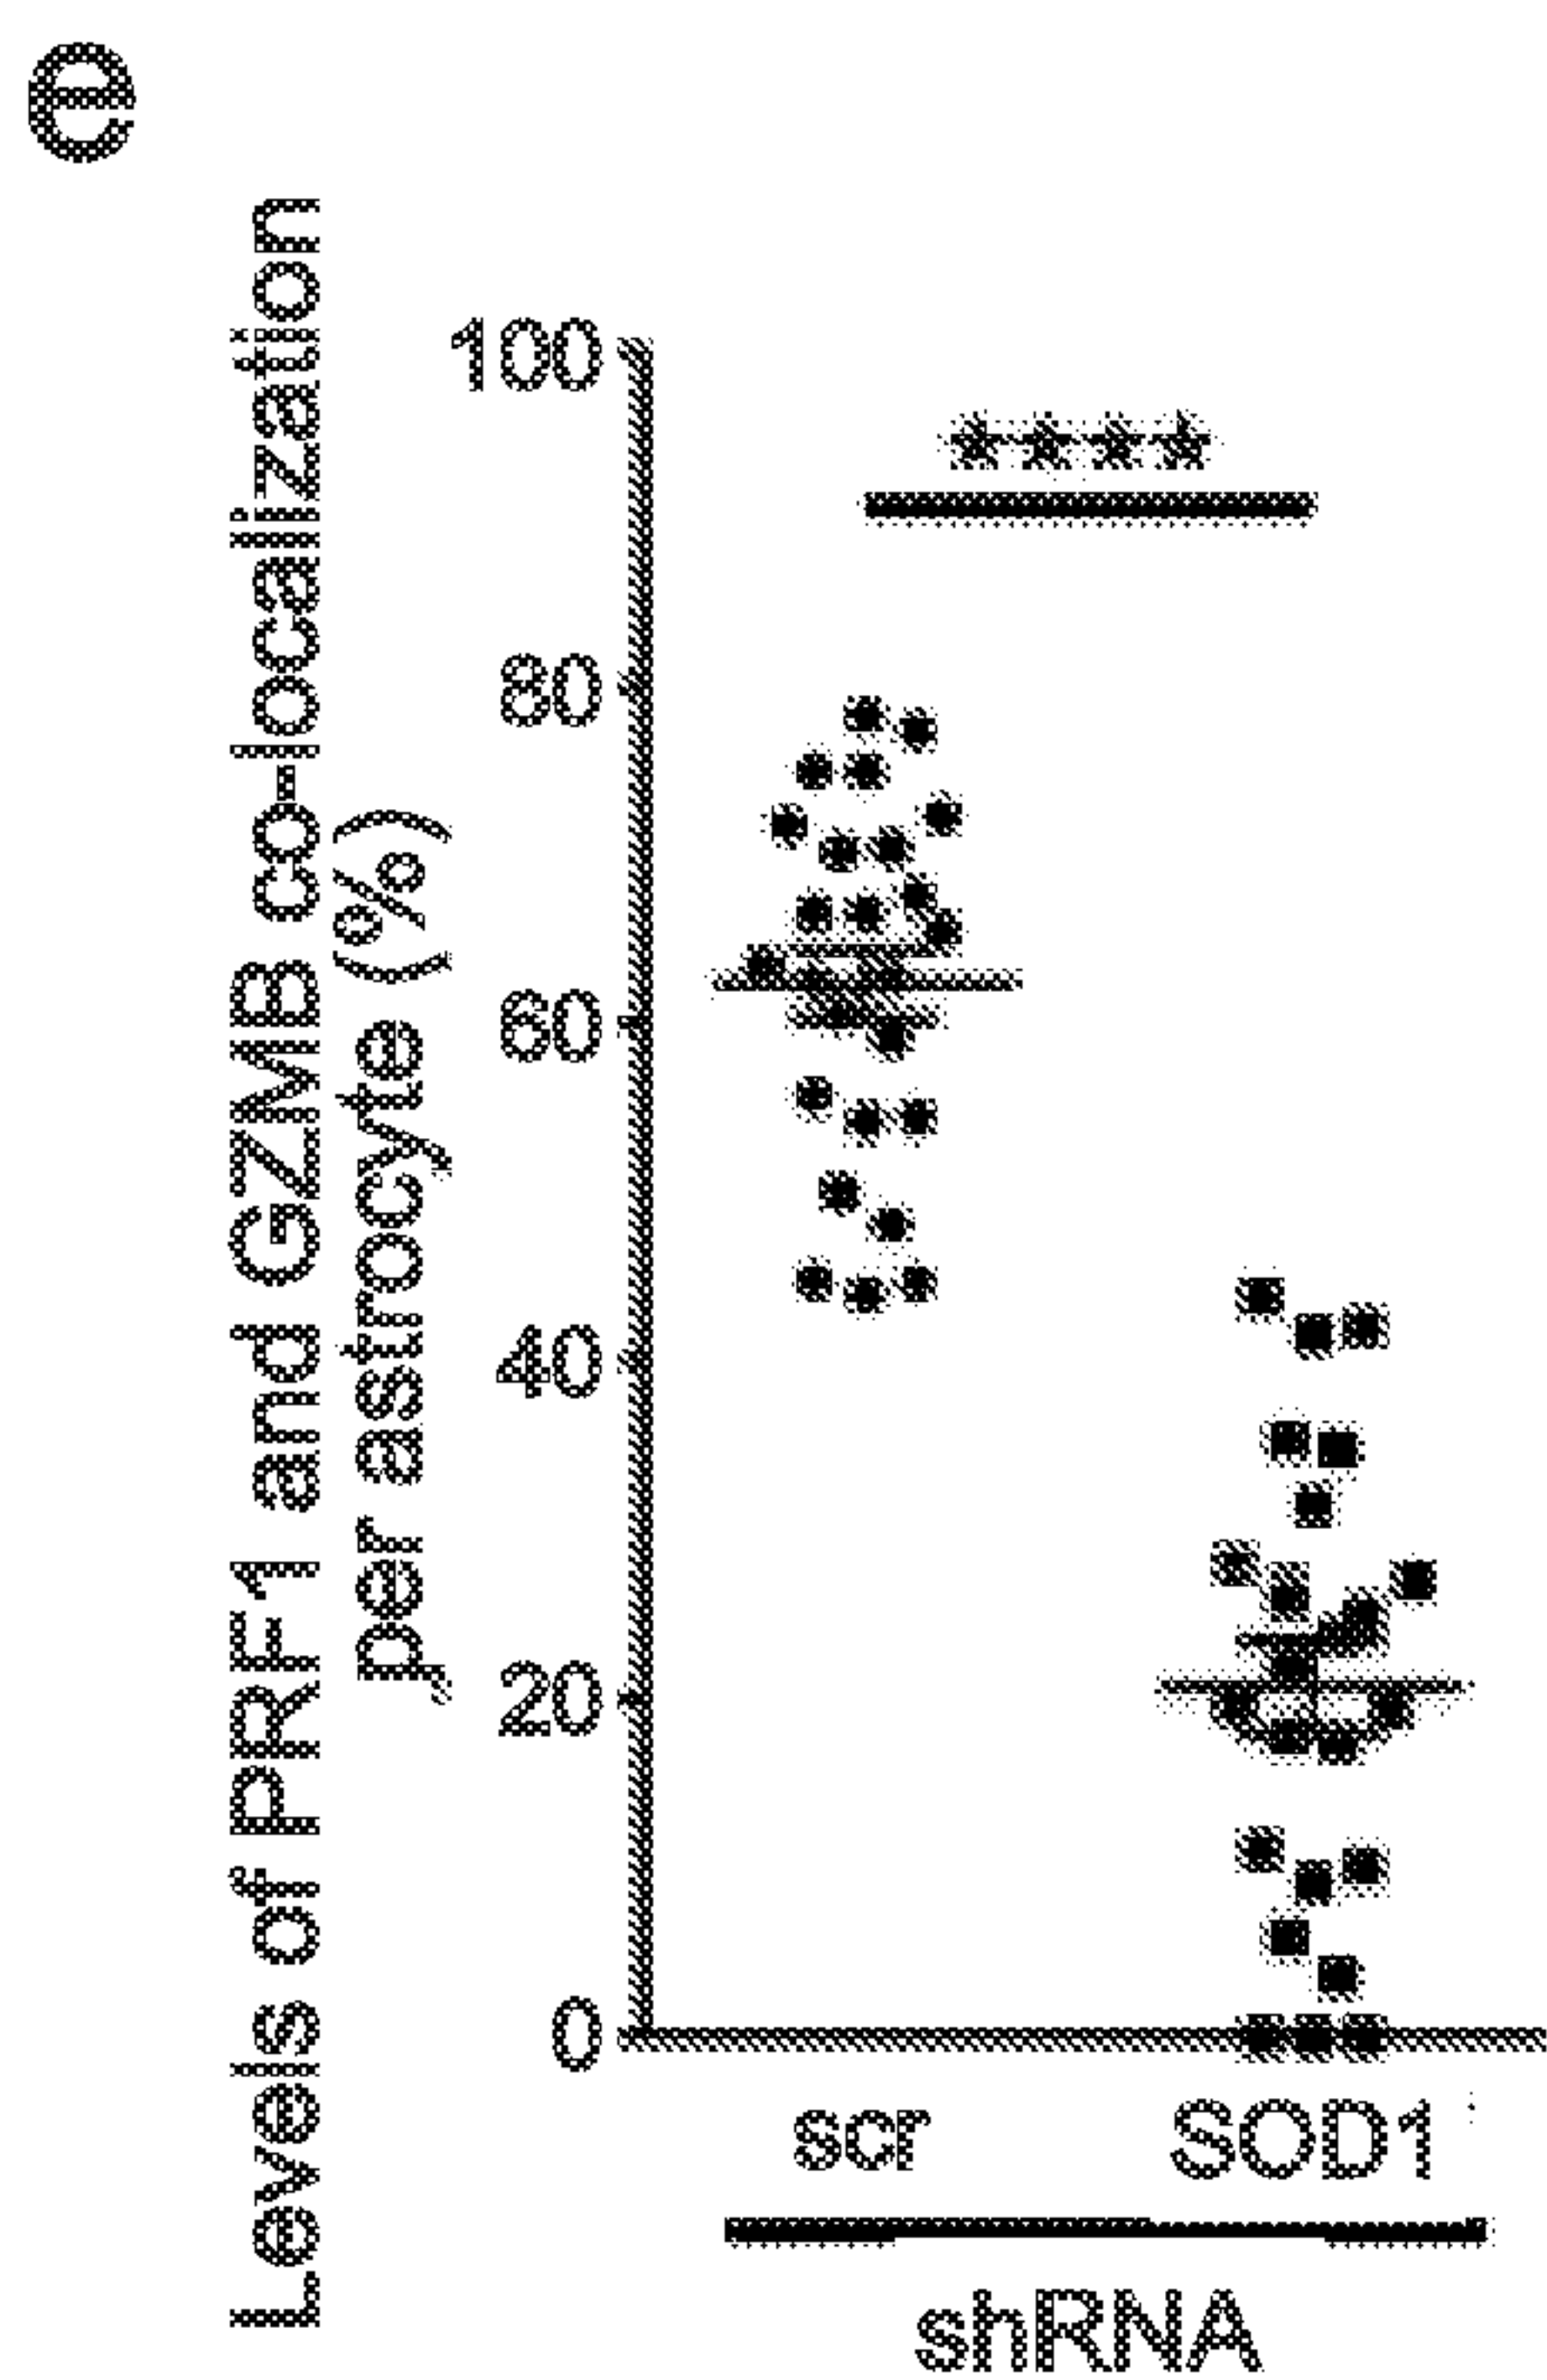 e
Levels of PRF1 and GZMB co-localization
per astrocyte (%)
100
80
60
40
20
0
****
scr SOD1
shRNA